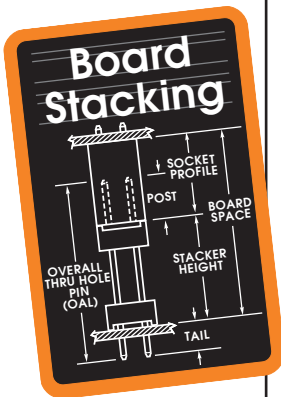 Board
Stacking
SOCKET
PROFILE
POST
BOARD
SPACE
STACKER
HEIGHT
OVERALL
THRU HOLE
PIN
(OAL)
TAIL